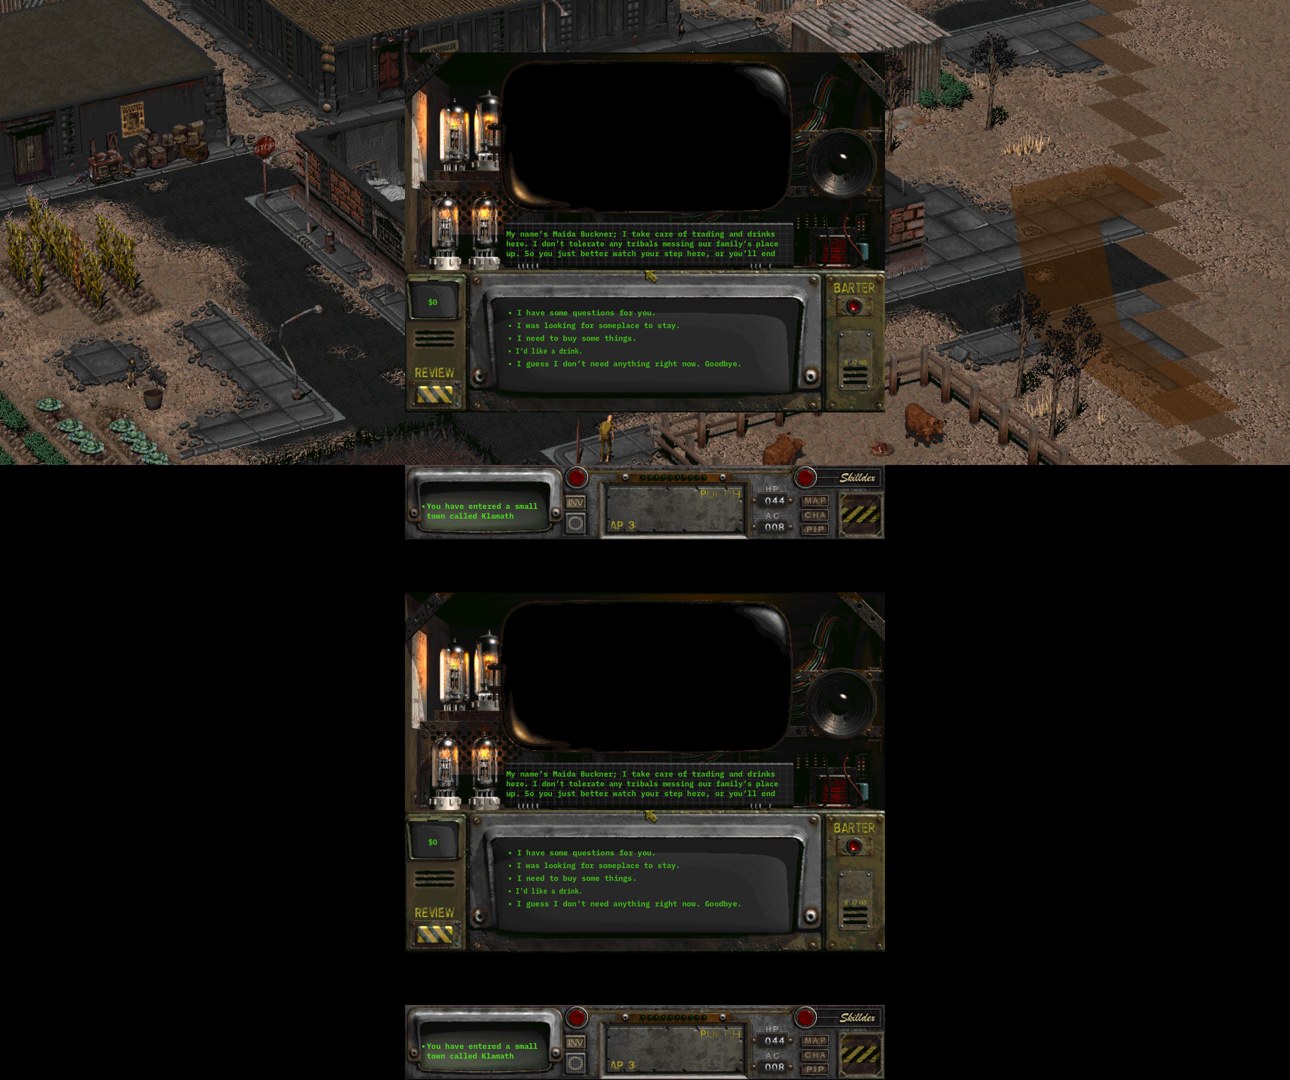 STOP
My name's Maida Buckner; I take care of trading and drinks
here. I don't tolerate any tribals messing our family's place
up. So you just better watch your step here, or you'll end
BARTER
$0
• I have some questions for you.
• I was looking for someplace to stay.
• I need to buy some things.
• I'd like a drink.
• I guess I don't need anything right now. Goodbye.
REVIEW
Skilldex
•You have entered a small
town called Klamath
INV
PUNCH
AP 3
HP
044
AC
008
MAP
CHA
PIP
My name's Maida Buckner; I take care of trading and drinks
here. I don't tolerate any tribals messing our family's place
up. So you just better watch your step here, or you'll end
BARTER
$0
• I have some questions for you.
• I was looking for someplace to stay.
• I need to buy some things.
• I'd like a drink.
• I guess I don't need anything right now. Goodbye.
REVIEW
Skilldex
•You have entered a small
town called Klamath
INV
PUNCH
AP 3
HP
044
AC
008
MAP
CHA
PIP